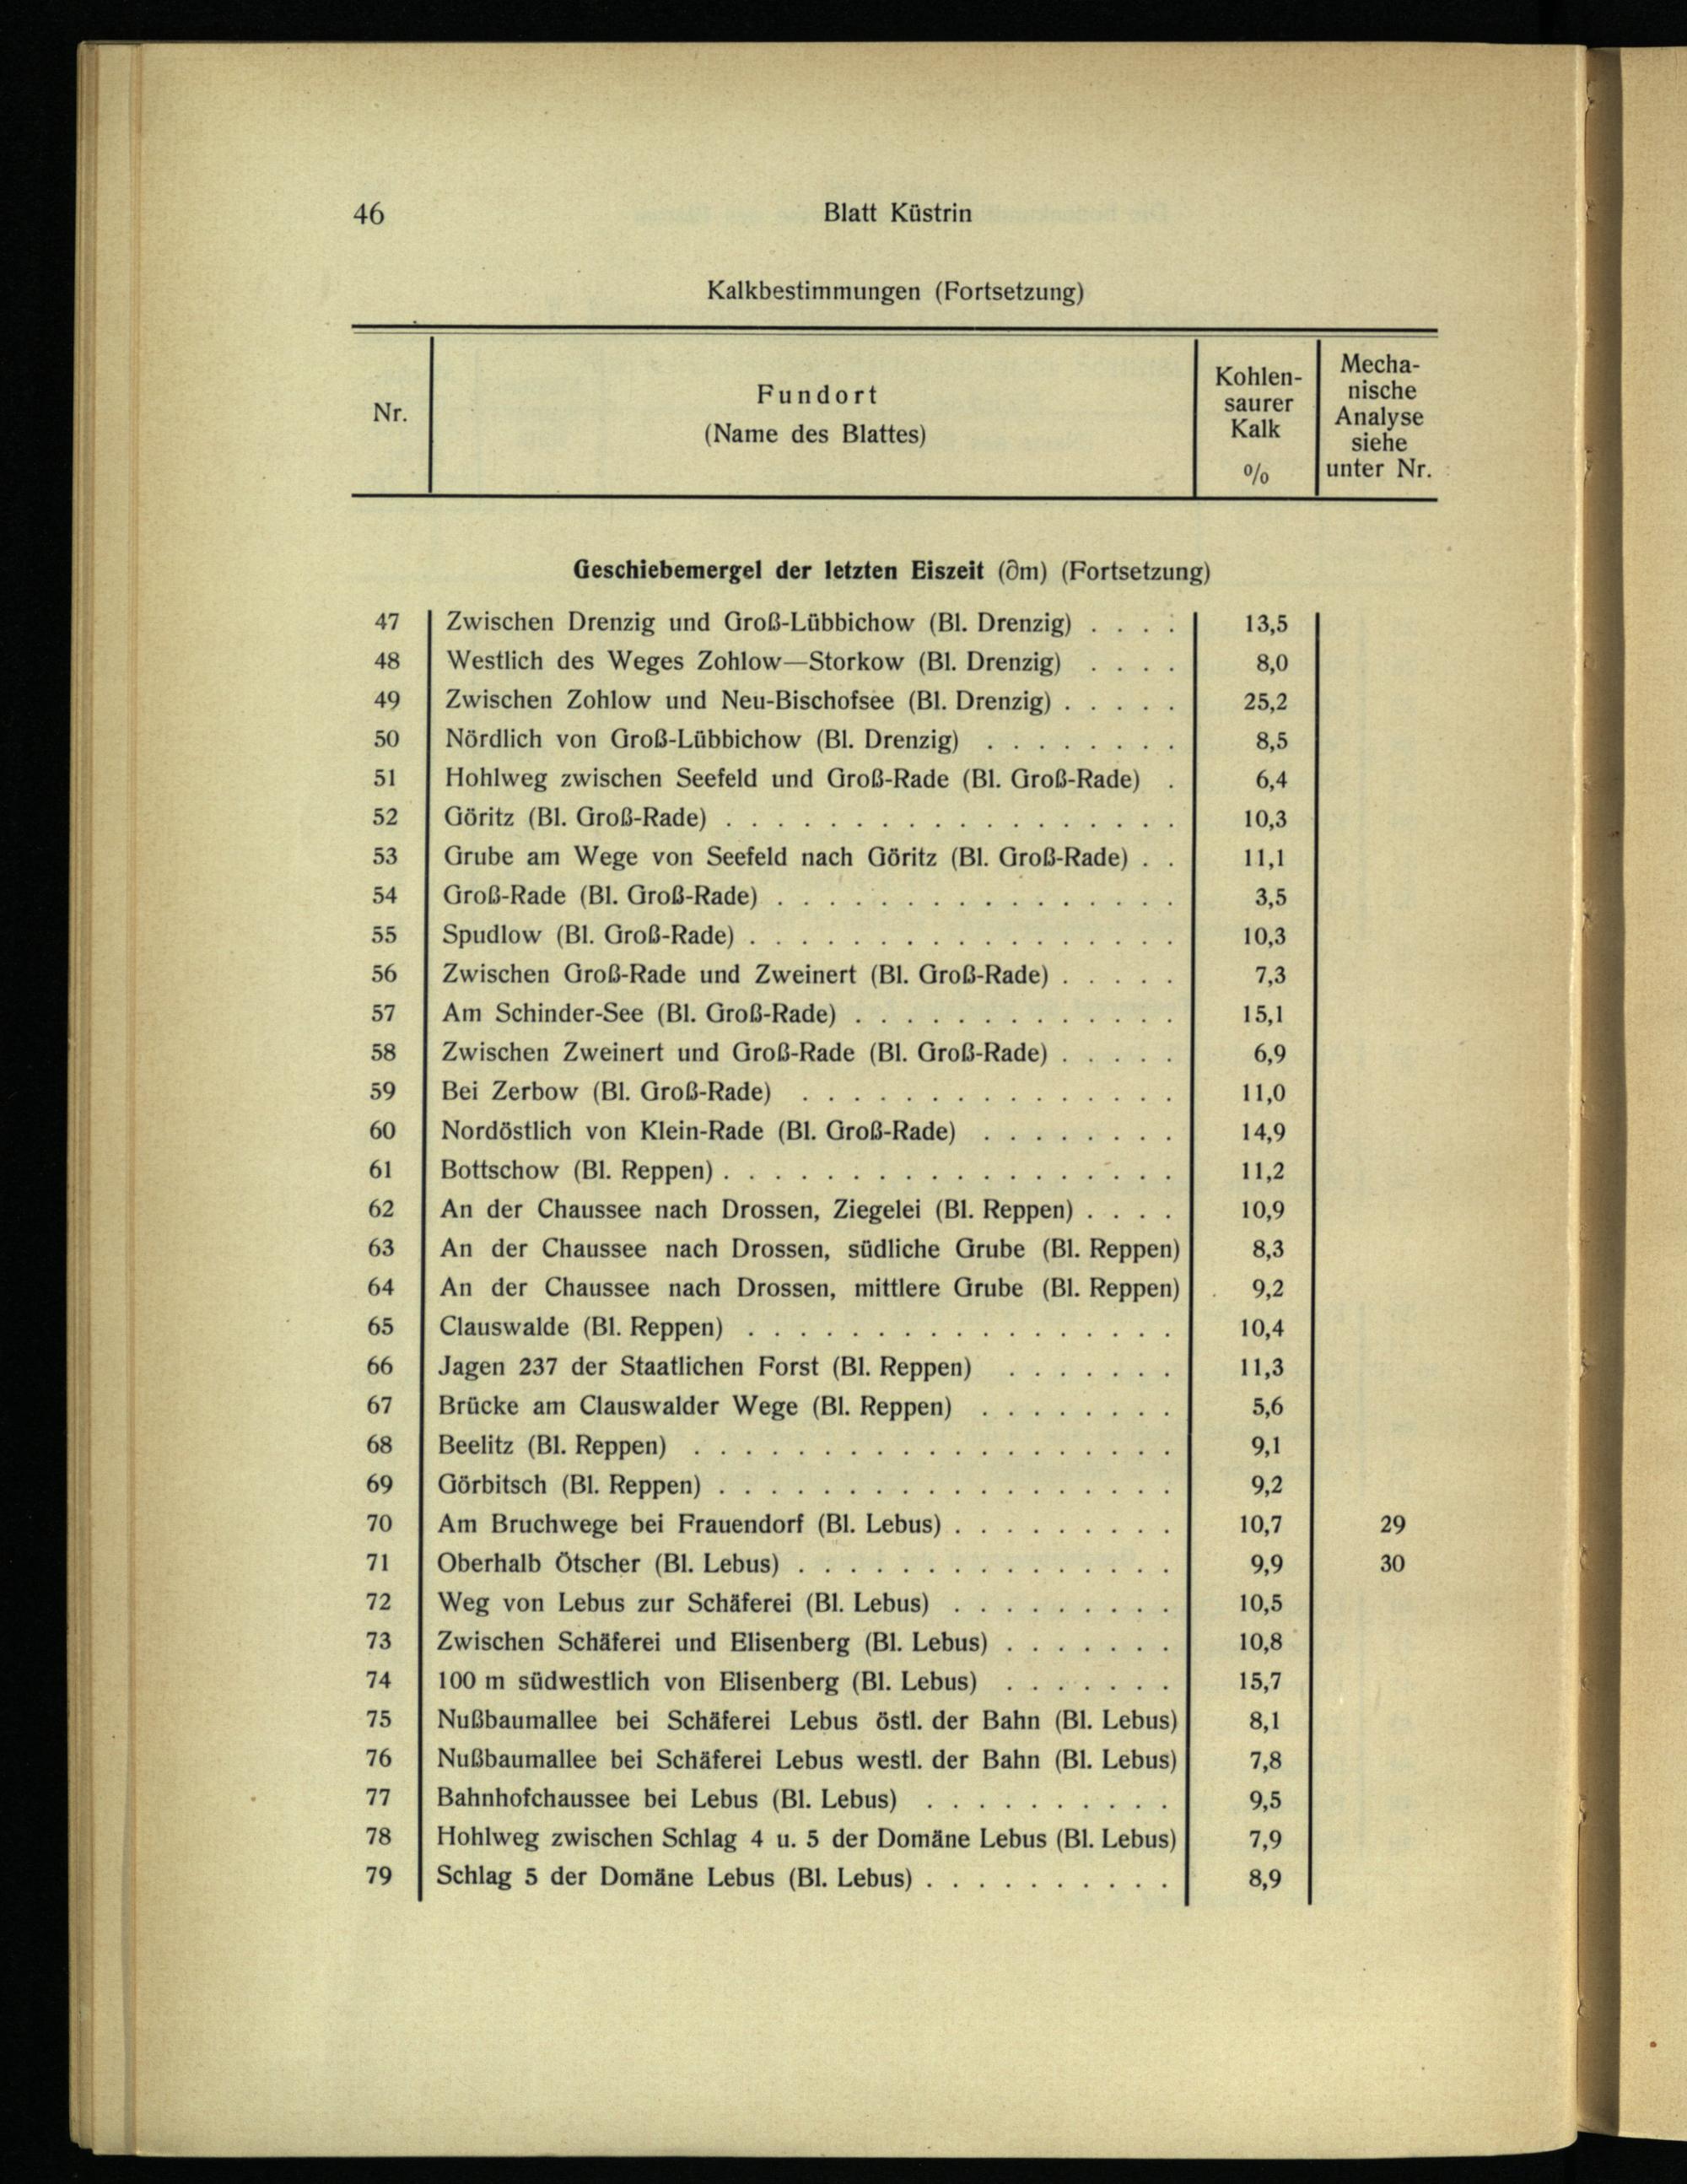 46
Blatt Küstrin
Kalkbestimmungen (Fortsetzung)
Nr.
Fundort
(Name des Blattes)
Kohlen-
saurer
Kalk
%
Mecha-
nische
Analyse
siehe
unter Nr.
Geschiebemergel der letzten Eiszeit (∂m) (Fortsetzung)
47 Zwischen Drenzig und Groß-Lübbichow (Bl. Drenzig) . . . . 13,5
48 Westlich des Weges Zohlow—Storkow (Bl. Drenzig) . . . . 8,0
49 Zwischen Zohlow und Neu-Bischofsee (Bl. Drenzig) . . . . . 25,2
50 Nördlich von Groß-Lübbichow (Bl. Drenzig) . . . . . . . . 8,5
51 Hohlweg zwischen Seefeld und Groß-Rade (Bl. Groß-Rade) . 6,4
52 Göritz (Bl. Groß-Rade) . . . . . . . . . . . . . . . . . . 10,3
53 Grube am Wege von Seefeld nach Göritz (Bl. Groß-Rade) . . 11,1
54 Groß-Rade (Bl. Groß-Rade) . . . . . . . . . . . . . . . . 3,5
55 Spudlow (Bl. Groß-Rade) . . . . . . . . . . . . . . . . . 10,3
56 Zwischen Groß-Rade und Zweinert (Bl. Groß-Rade) . . . . . 7,3
57 Am Schinder-See (Bl. Groß-Rade) . . . . . . . . . . . . . 15,1
58 Zwischen Zweinert und Groß-Rade (Bl. Groß-Rade) . . . . . 6,9
59 Bei Zerbow (Bl. Groß-Rade) . . . . . . . . . . . . . . . 11,0
60 Nordöstlich von Klein-Rade (Bl. Groß-Rade) . . . . . . . . 14,9
61 Bottschow (Bl. Reppen) . . . . . . . . . . . . . . . . . . 11,2
62 An der Chaussee nach Drossen, Ziegelei (Bl. Reppen) . . . . 10,9
63 An der Chaussee nach Drossen, südliche Grube (Bl. Reppen) 8,3
64 An der Chaussee nach Drossen, mittlere Grube (Bl. Reppen) 9,2
65 Clauswalde (Bl. Reppen) . . . . . . . . . . . . . . . . . 10,4
66 Jagen 237 der Staatlichen Forst (Bl. Reppen) . . . . . . . 11,3
67 Brücke am Clauswalder Wege (Bl. Reppen) . . . . . . . . 5,6
68 Beelitz (Bl. Reppen) . . . . . . . . . . . . . . . . . . . 9,1
69 Görbitsch (Bl. Reppen) . . . . . . . . . . . . . . . . . . 9,2
70 Am Bruchwege bei Frauendorf (Bl. Lebus) . . . . . . . . . 10,7 29
71 Oberhalb Ötscher (Bl. Lebus) . . . . . . . . . . . . . . . 9,9 30
72 Weg von Lebus zur Schäferei (Bl. Lebus) . . . . . . . . . 10,5
73 Zwischen Schäferei und Elisenberg (Bl. Lebus) . . . . . . . 10,8
74 100 m südwestlich von Elisenberg (Bl. Lebus) . . . . . . . 15,7
75 Nußbaumallee bei Schäferei Lebus östl. der Bahn (Bl. Lebus) 8,1
76 Nußbaumallee bei Schäferei Lebus westl. der Bahn (Bl. Lebus) 7,8
77 Bahnhofchaussee bei Lebus (Bl. Lebus) . . . . . . . . . . 9,5
78 Hohlweg zwischen Schlag 4 u. 5 der Domäne Lebus (Bl. Lebus) 7,9
79 Schlag 5 der Domäne Lebus (Bl. Lebus) . . . . . . . . . . 8,9